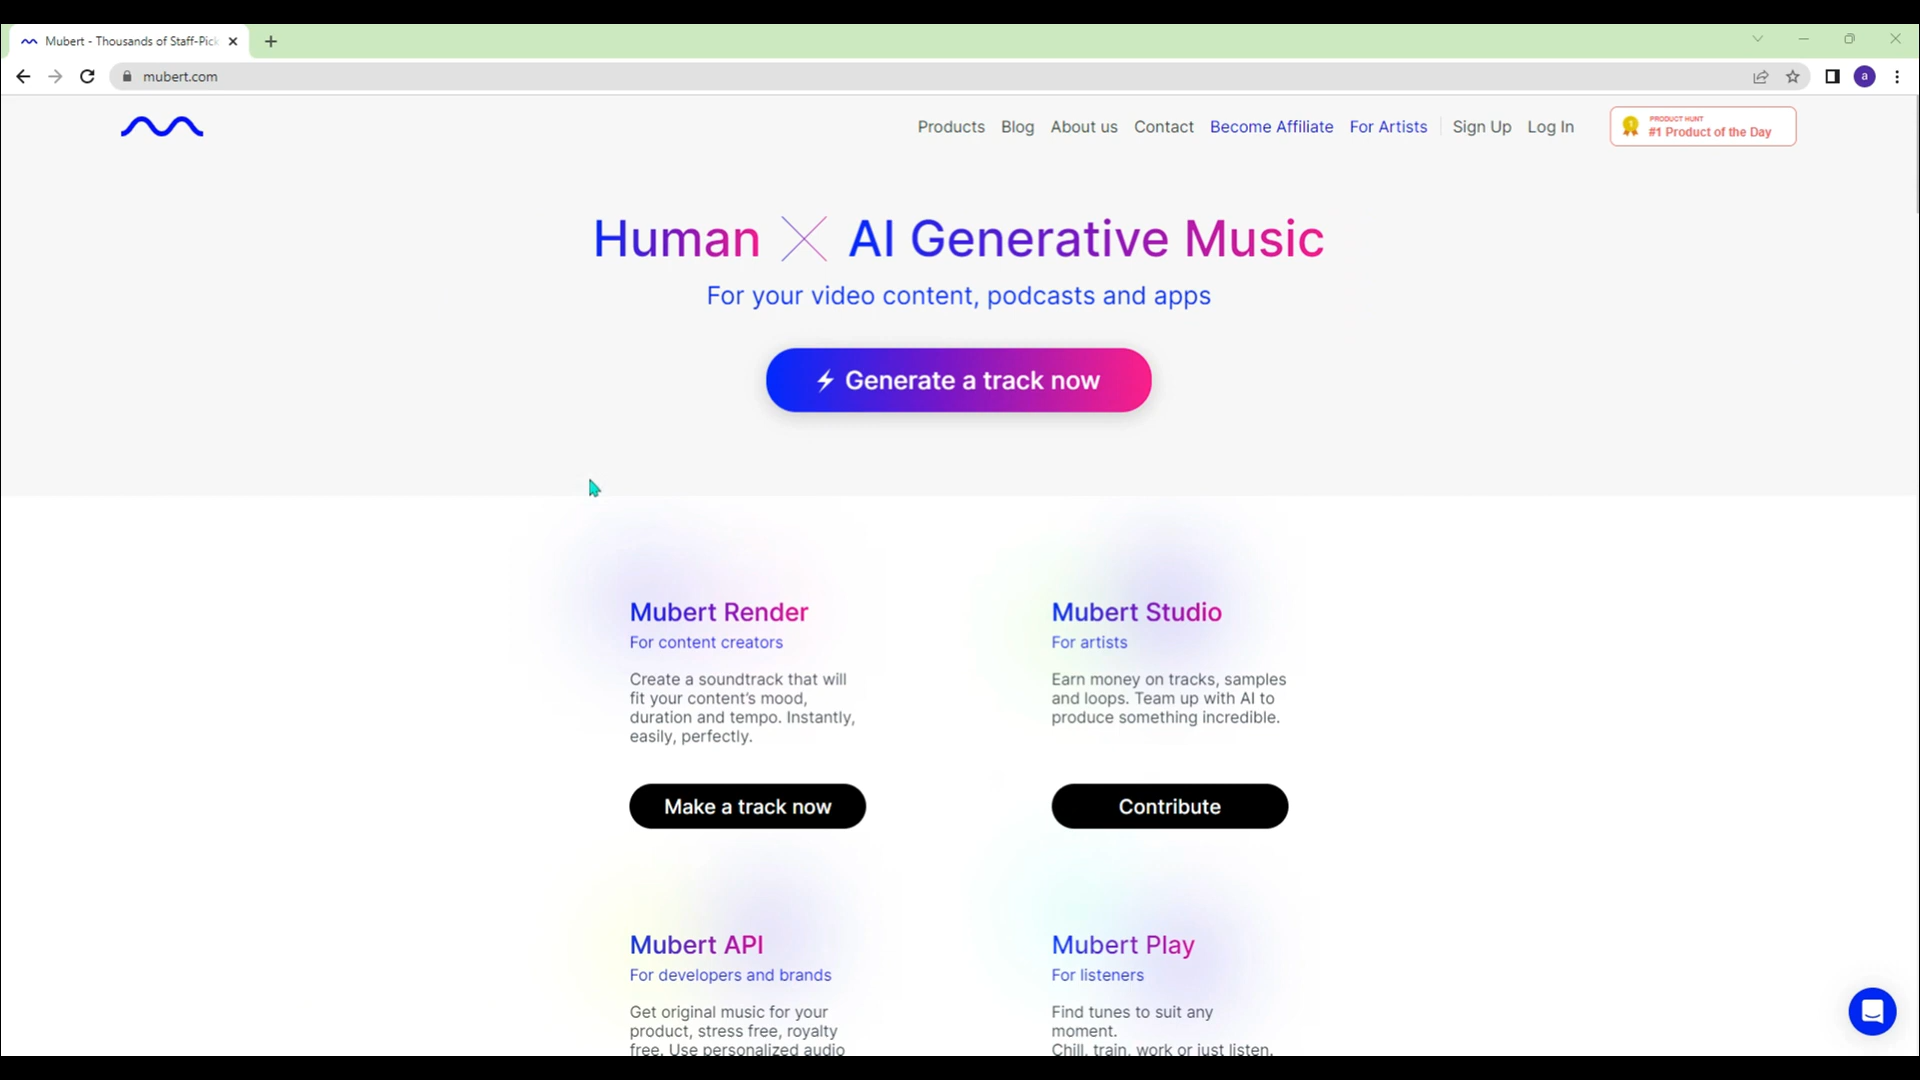 Mubert - Thousands of Staff-Pick
mubert.com
a
Products Blog About us Contact Become Affiliate For Artists Sign Up Log In
1 PRODUCT HUNT
#1 Product of the Day
Human AI Generative Music
For your video content, podcasts and apps
Generate a track now
Mubert Render
For content creators
Create a soundtrack that will
fit your content’s mood,
duration and tempo. Instantly,
easily, perfectly.
Make a track now
Mubert Studio
For artists
Earn money on tracks, samples
and loops. Team up with AI to
produce something incredible.
Contribute
Mubert API
For developers and brands
Get original music for your
product, stress free, royalty
free. Use personalized audio
Mubert Play
For listeners
Find tunes to suit any
moment.
Chill, train, work or just listen.